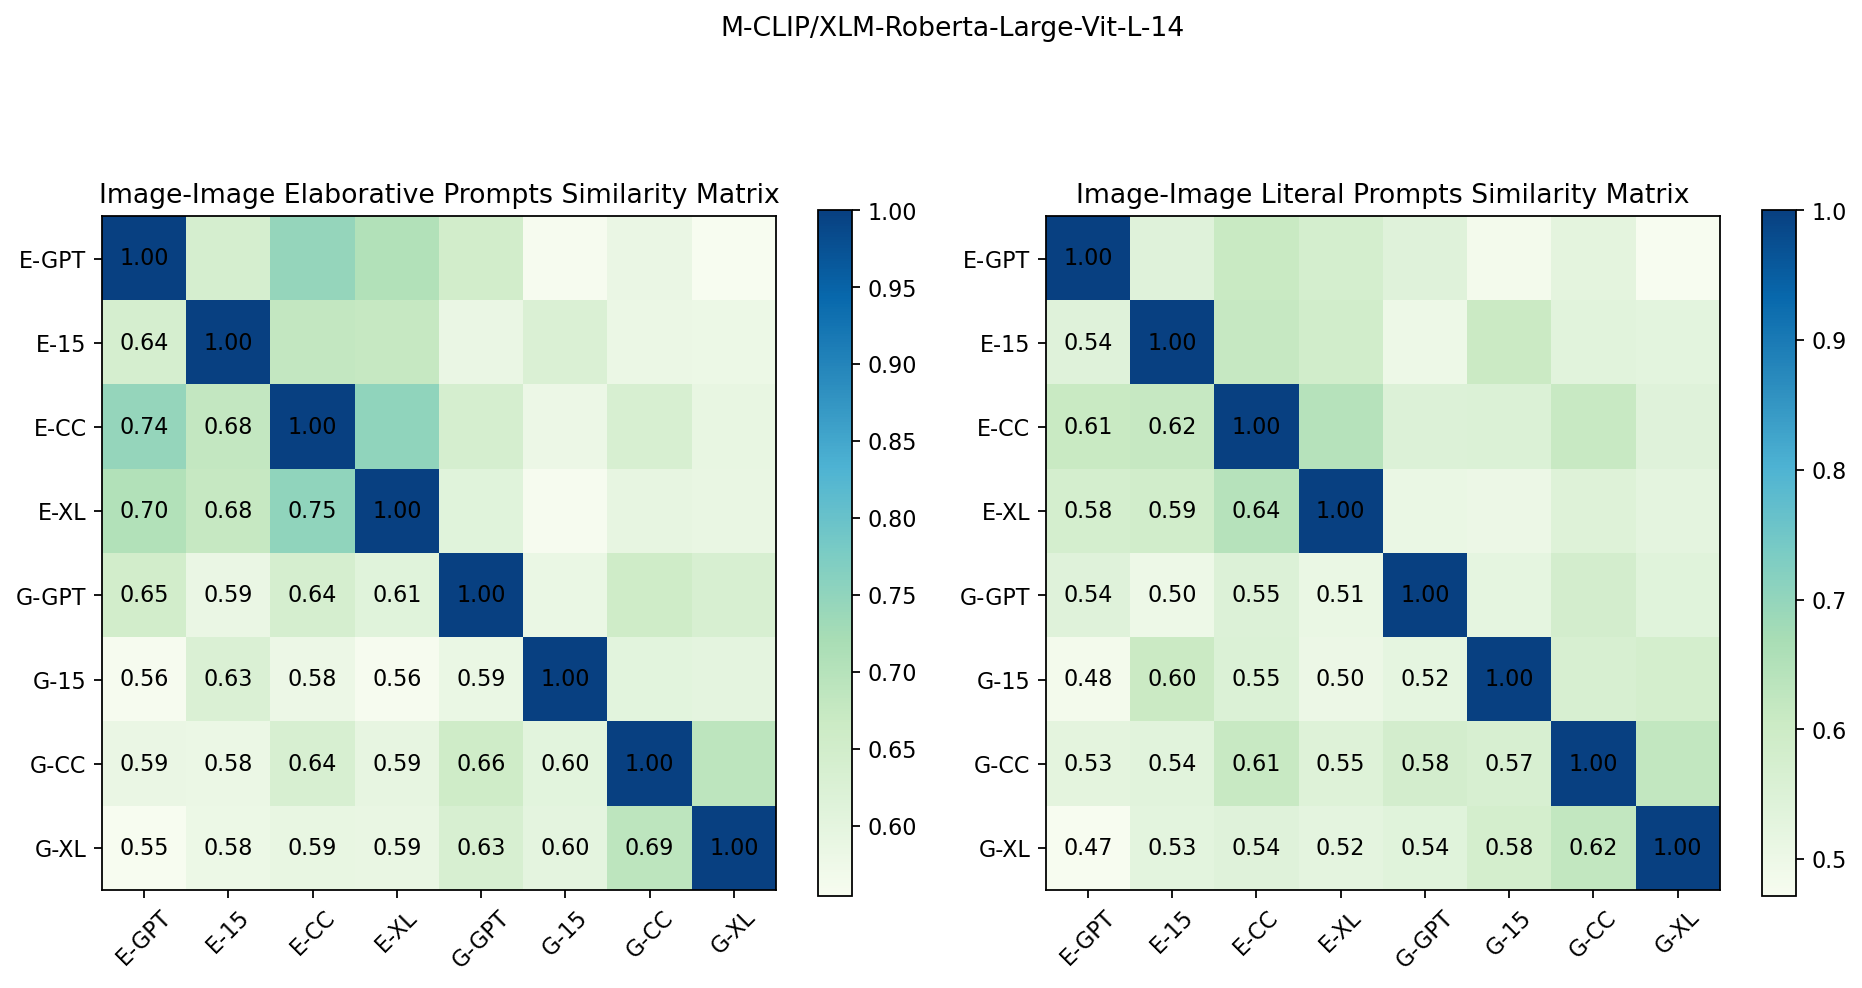 M-CLIP/XLM-Roberta-Large-Vit-L-14
Image-Image Elaborative Prompts Similarity Matrix
E-GPT 1.00
E-15 0.64 1.00
E-CC 0.74 0.68 1.00
E-XL 0.70 0.68 0.75 1.00
G-GPT 0.65 0.59 0.64 0.61 1.00
G-15 0.56 0.63 0.58 0.56 0.59 1.00
G-CC 0.59 0.58 0.64 0.59 0.66 0.60 1.00
G-XL 0.55 0.58 0.59 0.59 0.63 0.60 0.69 1.00
E-GPT E-15 E-CC E-XL G-GPT G-15 G-CC G-XL
1.00
0.95
0.90
0.85
0.80
0.75
0.70
0.65
0.60
Image-Image Literal Prompts Similarity Matrix
E-GPT 1.00
E-15 0.54 1.00
E-CC 0.61 0.62 1.00
E-XL 0.58 0.59 0.64 1.00
G-GPT 0.54 0.50 0.55 0.51 1.00
G-15 0.48 0.60 0.55 0.50 0.52 1.00
G-CC 0.53 0.54 0.61 0.55 0.58 0.57 1.00
G-XL 0.47 0.53 0.54 0.52 0.54 0.58 0.62 1.00
E-GPT E-15 E-CC E-XL G-GPT G-15 G-CC G-XL
1.0
0.9
0.8
0.7
0.6
0.5